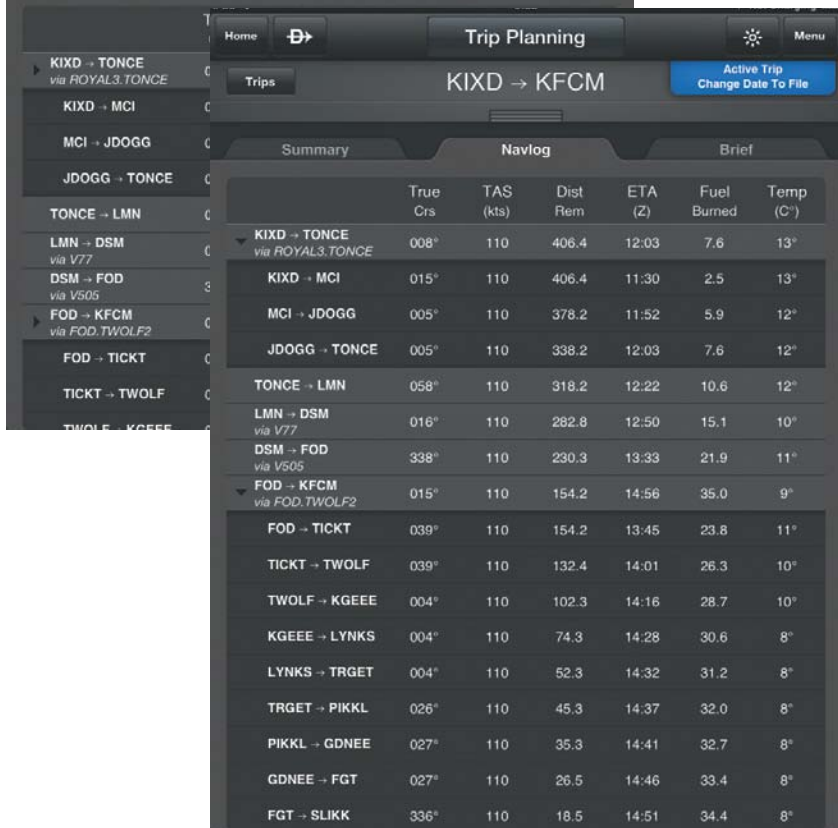 KIXD → TONCE
via ROYAL3.TONCE
KIXD → MCI
MCI → JDOGG
JDOGG → TONCE
TONCE → LMN
LMN → DSM
via V77
DSM → FOD
via V505
FOD → KFCM
via FOD.TWOLF2
FOD → TICKT
TICKT → TWOLF
TWOLF → KGEEE
Home D Trip Planning Menu
Trips KIXD → KFCM Active Trip
Change Date To File
Summary Navlog Brief
True Crs TAS (kts) Dist Rem ETA (Z) Fuel Burned Temp (C°)
KIXD → TONCE 008° 110 406.4 12:03 7.6 13°
via ROYAL3.TONCE
KIXD → MCI 015° 110 406.4 11:30 2.5 13°
MCI → JDOGG 005° 110 378.2 11:52 5.9 12°
JDOGG → TONCE 005° 110 338.2 12:03 7.6 12°
TONCE → LMN 058° 110 318.2 12:22 10.6 12°
LMN → DSM 016° 110 282.8 12:50 15.1 10°
via V77
DSM → FOD 338° 110 230.3 13:33 21.9 11°
via V505
FOD → KFCM 015° 110 154.2 14:56 35.0 9°
via FOD.TWOLF2
FOD → TICKT 039° 110 154.2 13:45 23.8 11°
TICKT → TWOLF 039° 110 132.4 14:01 26.3 10°
TWOLF → KGEEE 004° 110 102.3 14:16 28.7 10°
KGEEE → LYNKS 004° 110 74.3 14:28 30.6 8°
LYNKS → TRGET 004° 110 52.3 14:32 31.2 8°
TRGET → PIKKL 026° 110 45.3 14:37 32.0 8°
PIKKL → GDNEE 027° 110 35.3 14:41 32.7 8°
GDNEE → FGT 027° 110 26.5 14:46 33.4 8°
FGT → SLIKK 336° 110 18.5 14:51 34.4 8°